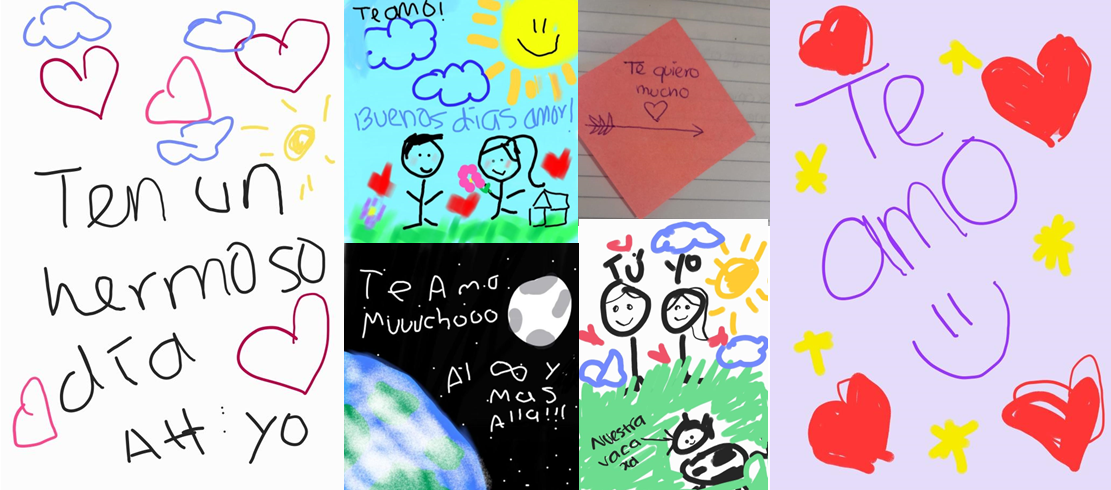 Ten un
hermoso
día
Att: yo
Te amo!
Buenos días amor!
Te Amo
Muuuchooo
Al ∞ y
Mas
Alla!!!
Te quiero
mucho
Tú yo
Nuestra
vaca
xd
Te
amo